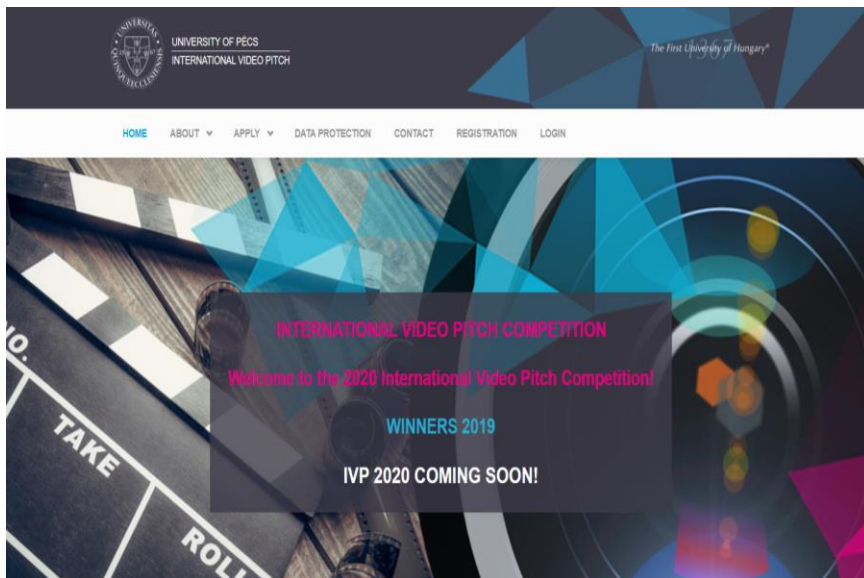 UNIVERSITAS
QUINQUEECCLESIENSIS
UNIVERSITY OF PÉCS
INTERNATIONAL VIDEO PITCH
1367
The First University of Hungary®
HOME ABOUT APPLY DATA PROTECTION CONTACT REGISTRATION LOGIN
INTERNATIONAL VIDEO PITCH COMPETITION
Welcome to the 2020 International Video Pitch Competition!
WINNERS 2019
IVP 2020 COMING SOON!
NO.
TAKE
ROLL